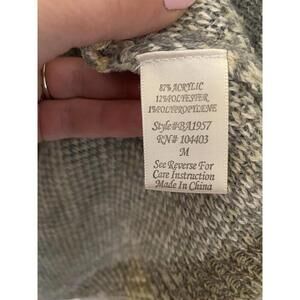 87% ACRYLIC
12% POLYESTER
1% POLYPROPYLENE
Style#BA1957
RN# 104403
M
See Reverse For
Care Instruction
Made In China